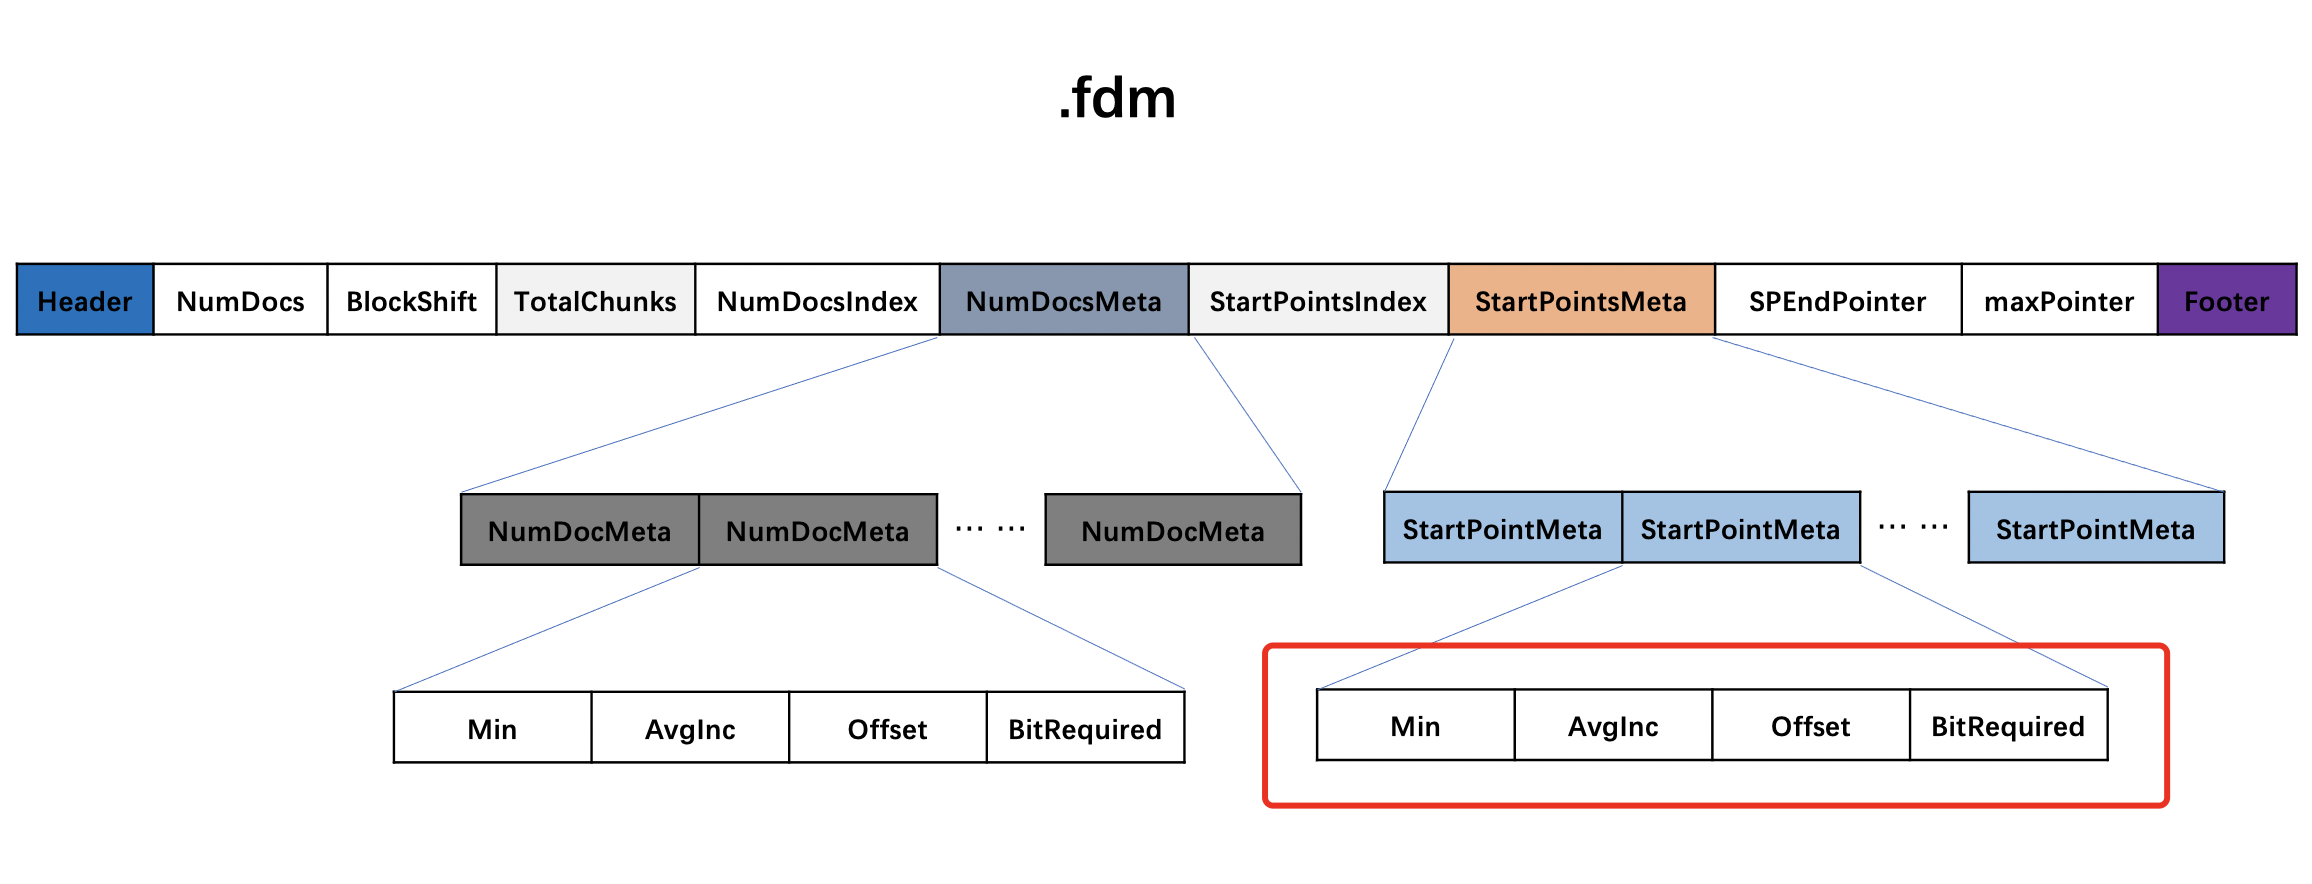 .fdm
Header NumDocs BlockShift TotalChunks NumDocsIndex NumDocsMeta StartPointsIndex StartPointsMeta SPEndPointer maxPointer Footer
NumDocMeta NumDocMeta … … NumDocMeta StartPointMeta StartPointMeta … … StartPointMeta
Min AvgInc Offset BitRequired Min AvgInc Offset BitRequired